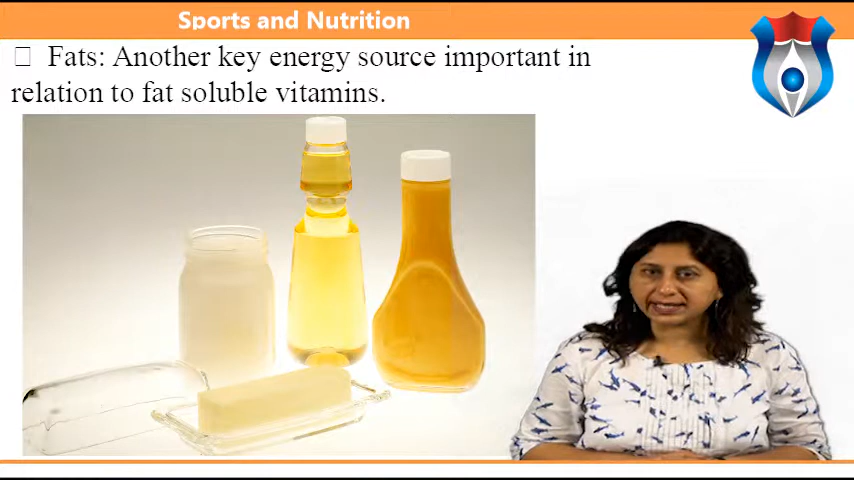 Sports and Nutrition
□ Fats: Another key energy source important in
relation to fat soluble vitamins.